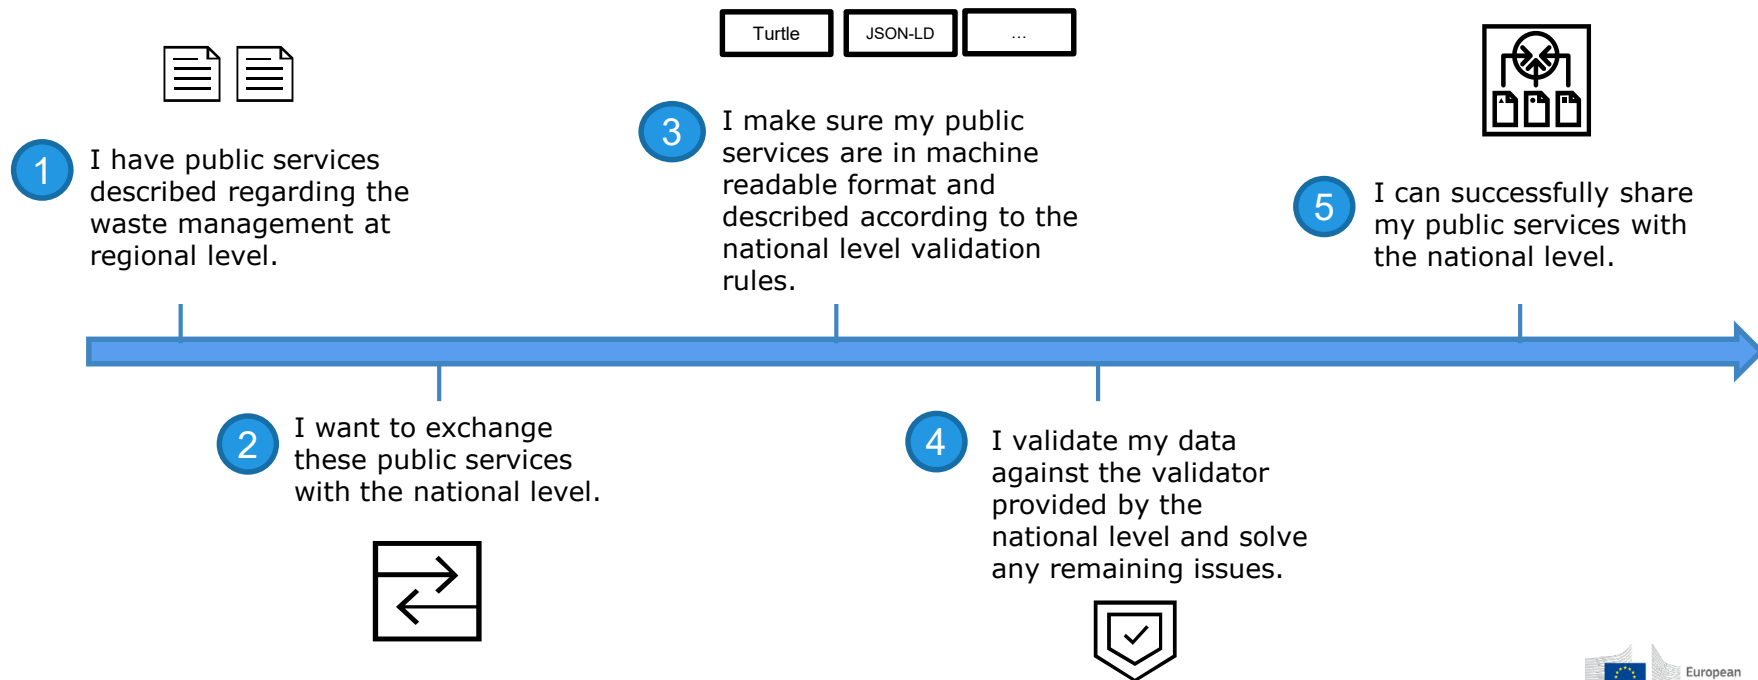 Turtle
JSON-LD
...
1
I have public services
described regarding the
waste management at
regional level.
2
I want to exchange
these public services
with the national level.
3
I make sure my public
services are in machine
readable format and
described according to the
national level validation
rules.
4
I validate my data
against the validator
provided by the
national level and solve
any remaining issues.
5
I can successfully share
my public services with
the national level.
European